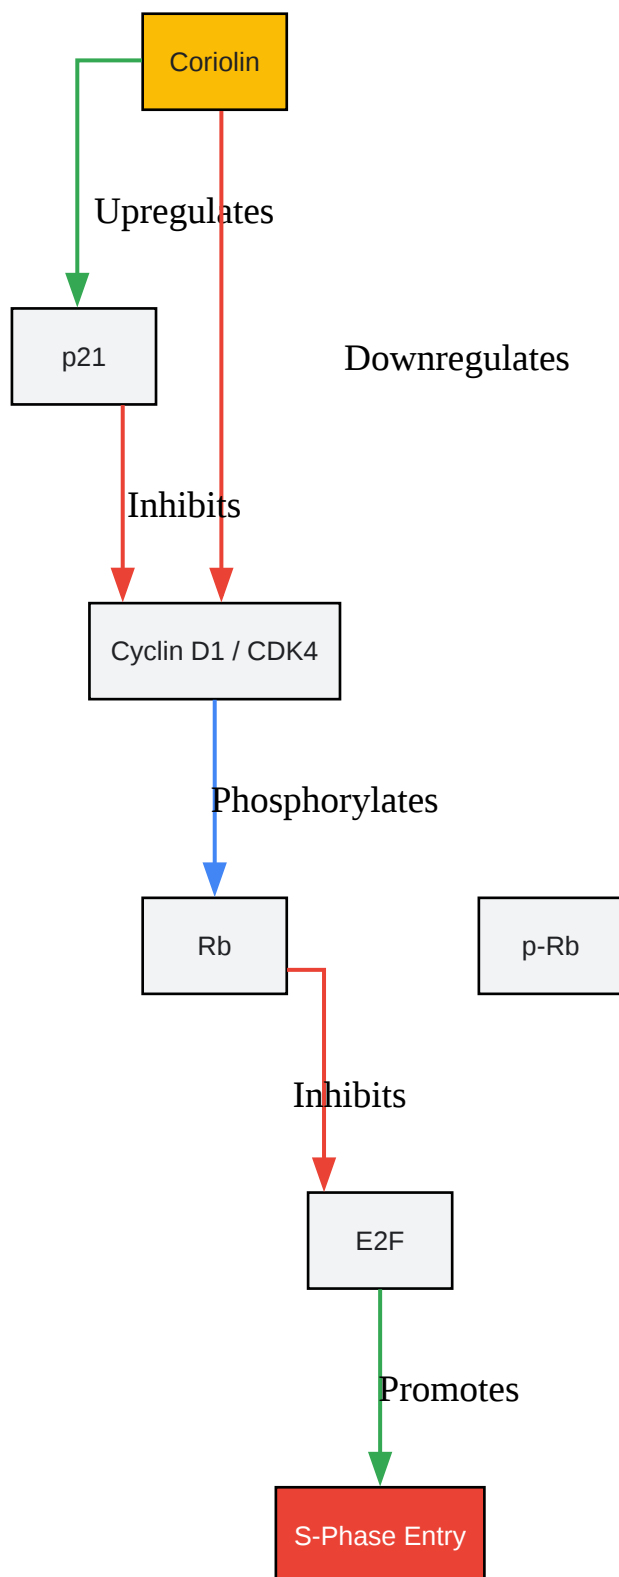 Coriolin
Upregulates
p21
Downregulates
Inhibits
Cyclin D1 / CDK4
Phosphorylates
Rb
p-Rb
Inhibits
E2F
Promotes
S-Phase Entry